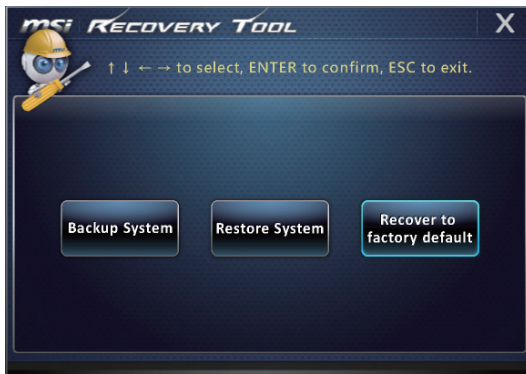 msi RECOVERY TOOL X
↑ ↓ ← → to select, ENTER to confirm, ESC to exit.
Backup System
Restore System
Recover to
factory default